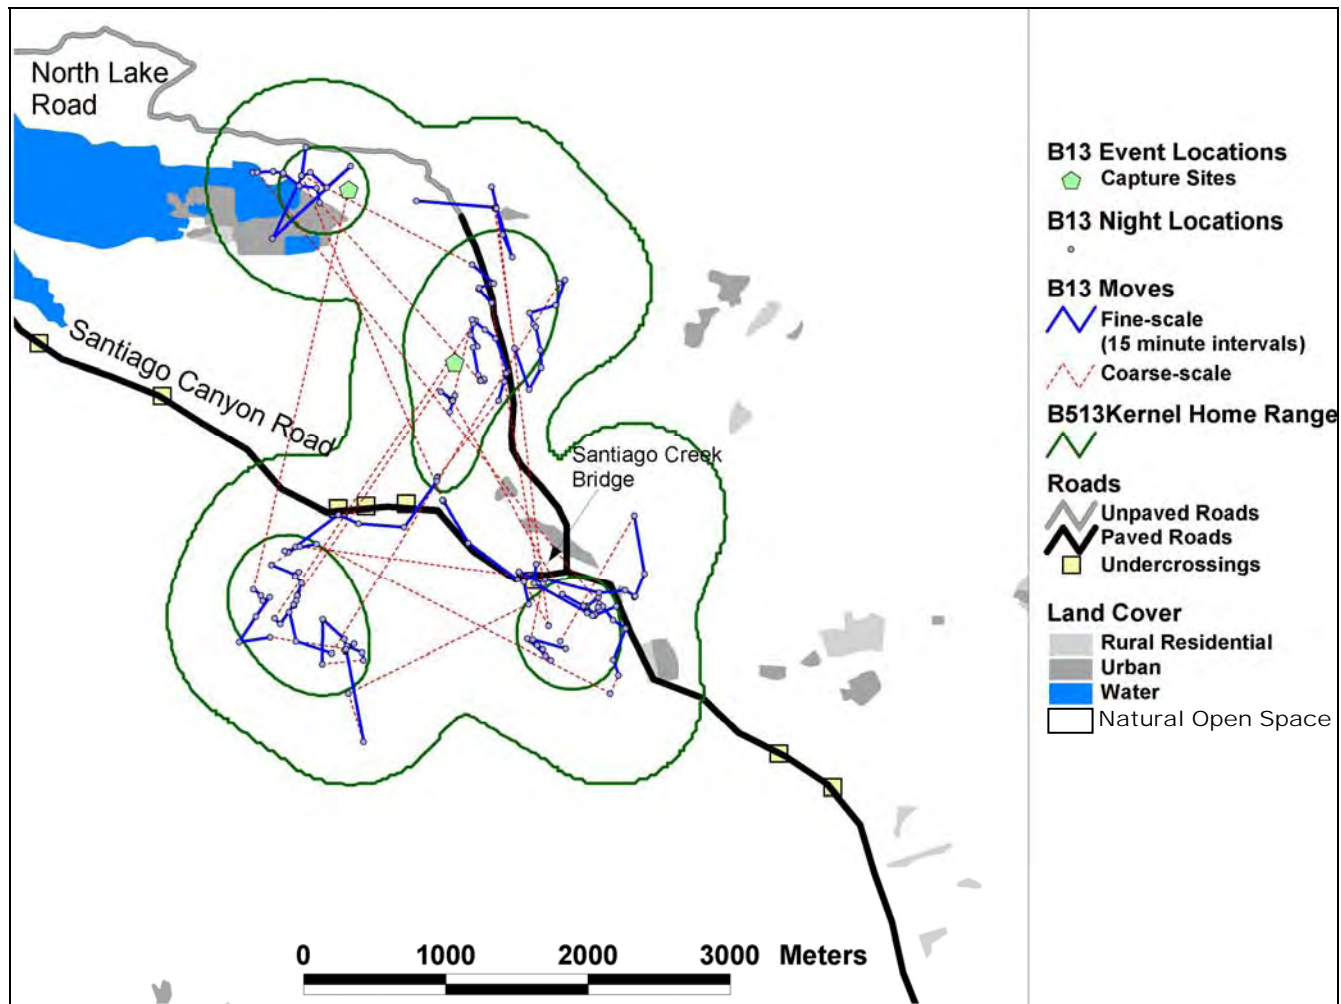 North Lake
Road
Santiago Canyon Road
Santiago Creek
Bridge
0 1000 2000 3000 Meters
B13 Event Locations
Capture Sites
B13 Night Locations
B13 Moves
Fine-scale
(15 minute intervals)
Coarse-scale
B513Kernel Home Range
Roads
Unpaved Roads
Paved Roads
Undercrossings
Land Cover
Rural Residential
Urban
Water
Natural Open Space